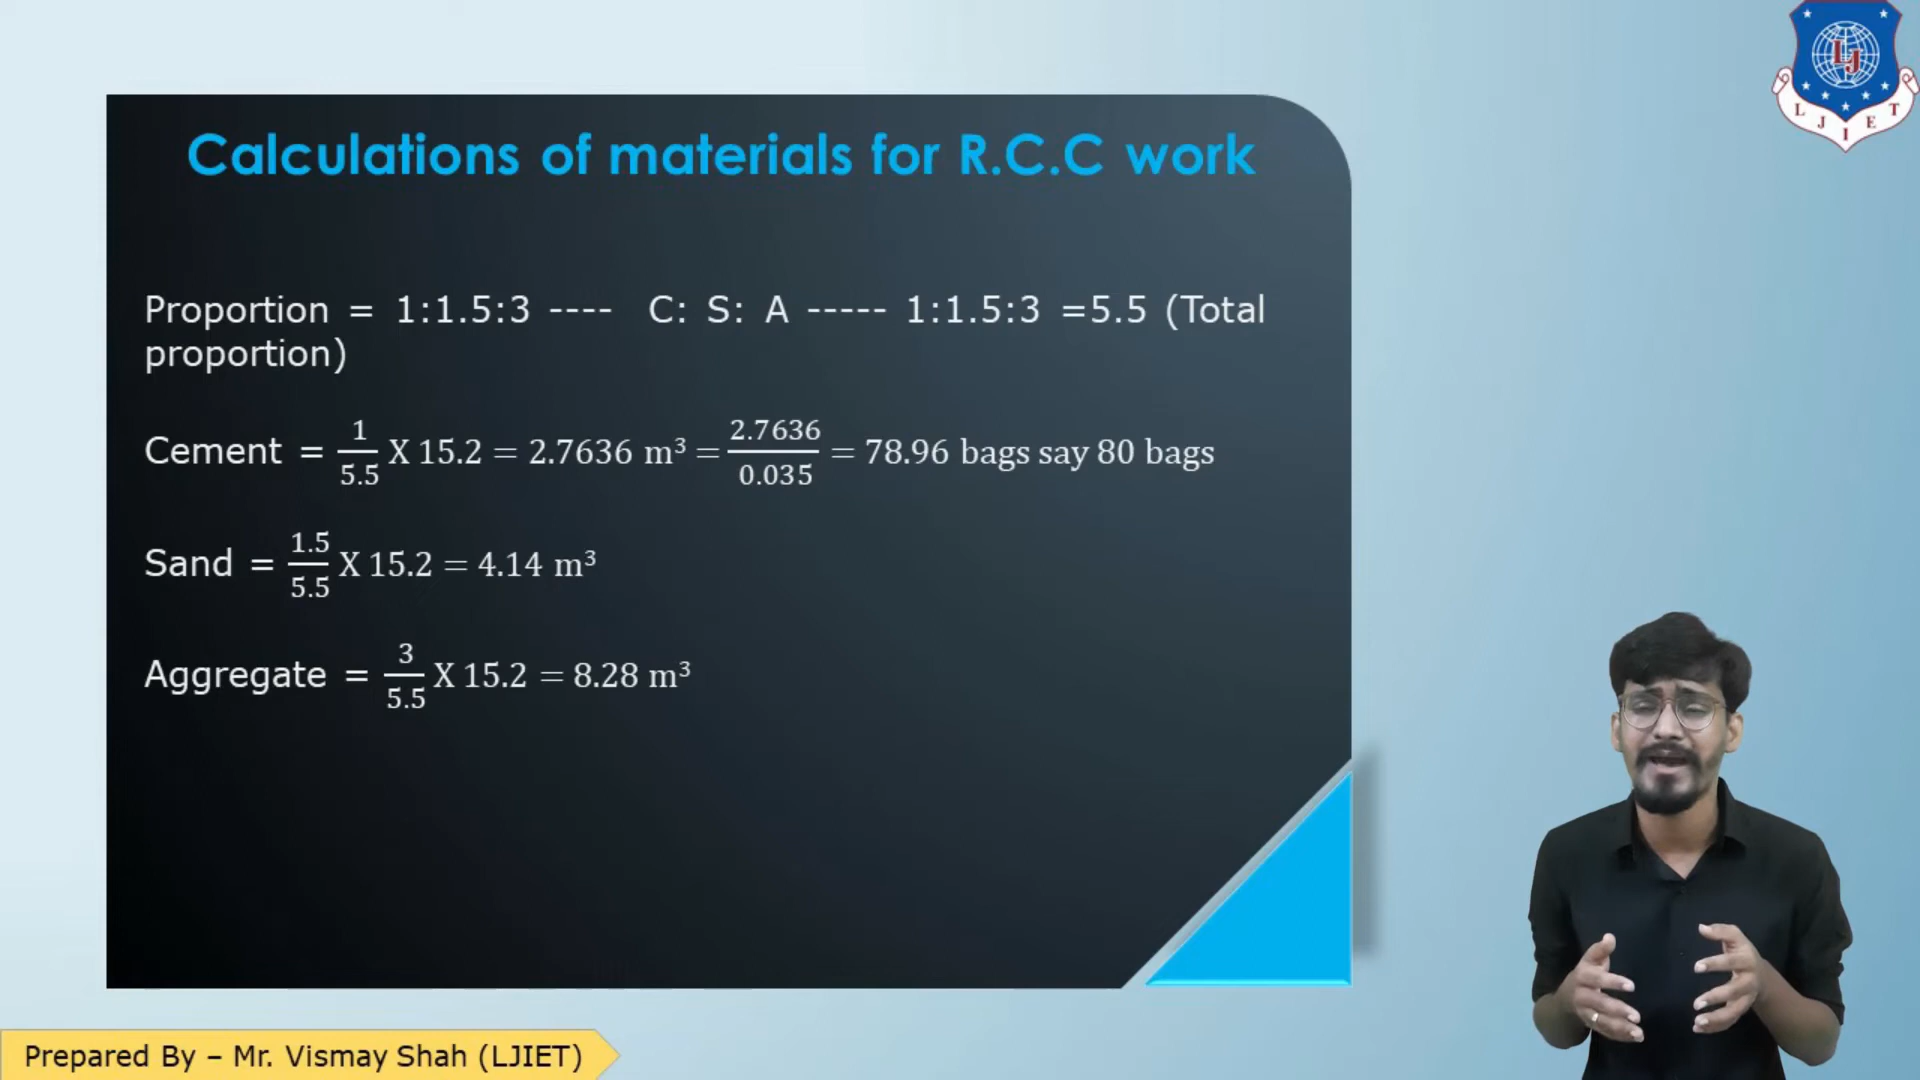 LJ
L J I E T
Calculations of materials for R.C.C work
Proportion = 1:1.5:3 ---- C: S: A ----- 1:1.5:3 =5.5 (Total
proportion)
Cement = 1/5.5 X 15.2 = 2.7636 m³ = 2.7636/0.035 = 78.96 bags say 80 bags
Sand = 1.5/5.5 X 15.2 = 4.14 m³
Aggregate = 3/5.5 X 15.2 = 8.28 m³
Prepared By – Mr. Vismay Shah (LJIET)